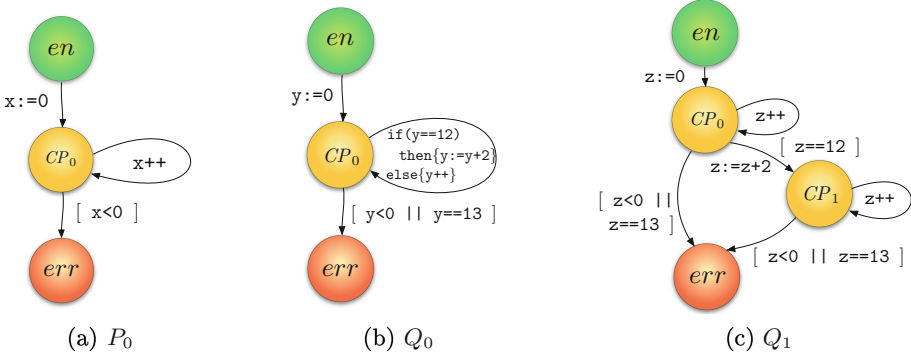 en
x:=0
CP0
x++
[ x<0 ]
err
(a) P0
en
y:=0
CP0
if(y==12)
then{y:=y+2}
else{y++}
[ y<0 || y==13 ]
err
(b) Q0
en
z:=0
CP0
z++
[ z==12 ]
z:=z+2
CP1
z++
[ z<0 ||
z==13 ]
[ z<0 || z==13 ]
err
(c) Q1